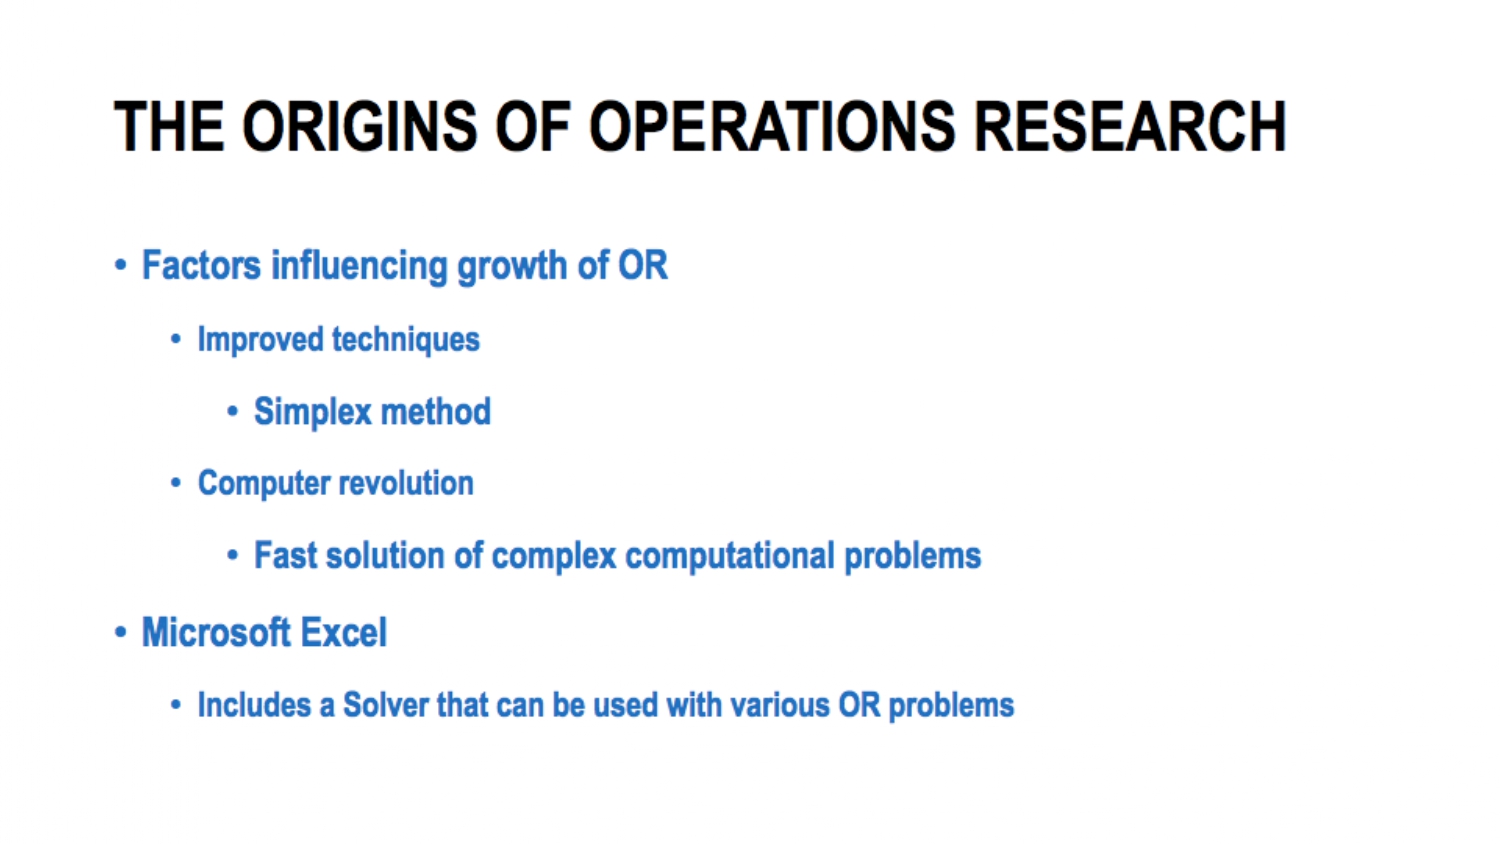 THE ORIGINS OF OPERATIONS RESEARCH
• Factors influencing growth of OR
• Improved techniques
• Simplex method
• Computer revolution
• Fast solution of complex computational problems
• Microsoft Excel
• Includes a Solver that can be used with various OR problems